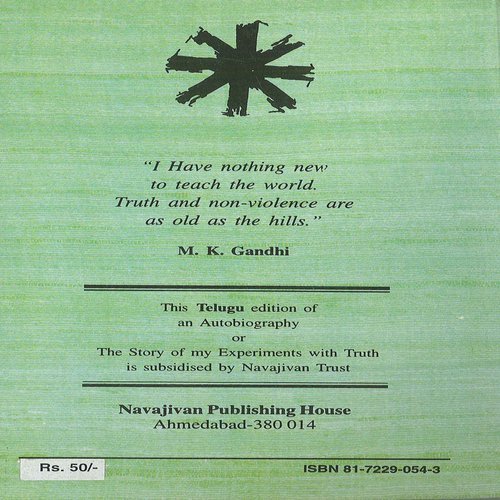 “I Have nothing new
to teach the world.
Truth and non-violence are
as old as the hills.”
M. K. Gandhi
This Telugu edition of
an Autobiography
or
The Story of my Experiments with Truth
is subsidised by Navajivan Trust
Navajivan Publishing House
Ahmedabad-380 014
Rs. 50/-
ISBN 81-7229-054-3